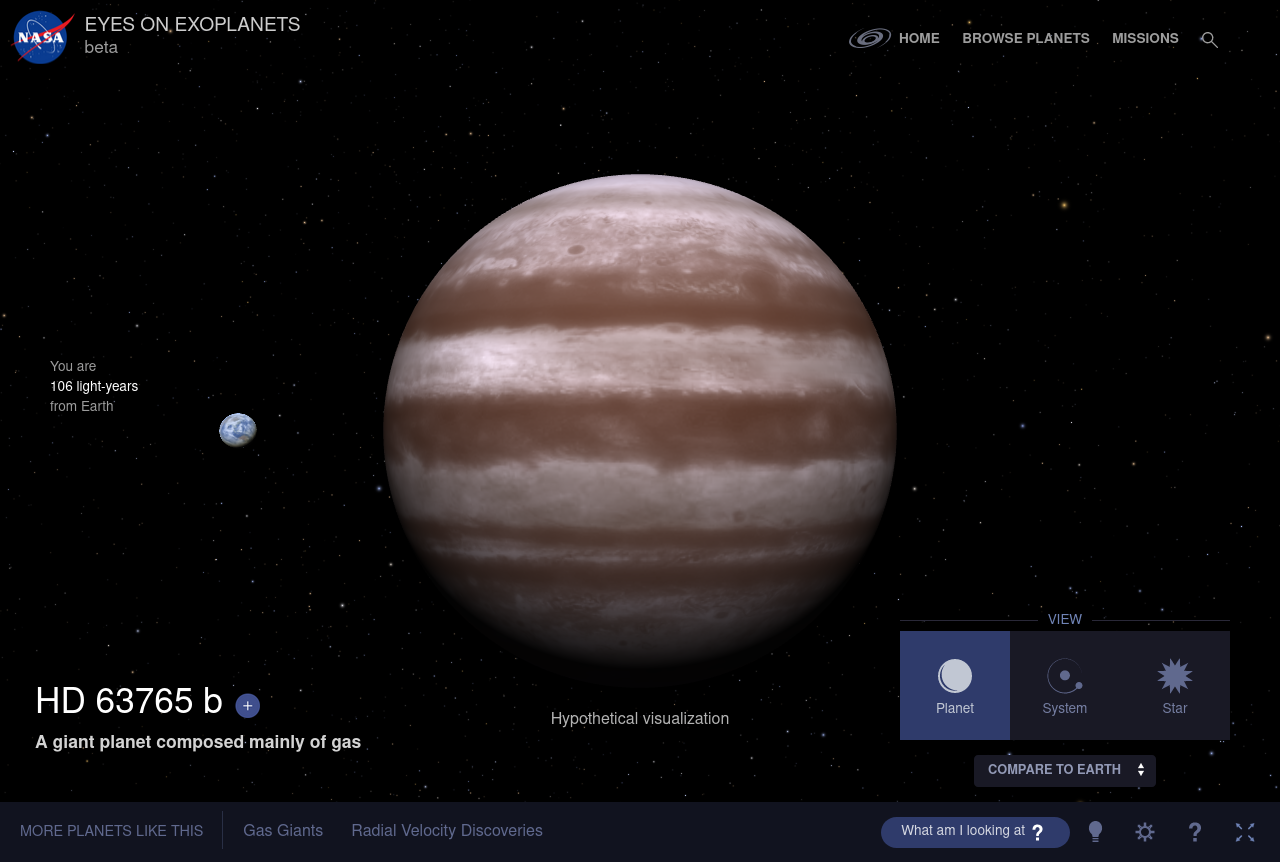 NASA
EYES ON EXOPLANETS
beta
HOME
BROWSE PLANETS
MISSIONS
You are
106 light-years
from Earth
HD 63765 b +
A giant planet composed mainly of gas
Hypothetical visualization
VIEW
Planet
System
Star
COMPARE TO EARTH
MORE PLANETS LIKE THIS
Gas Giants
Radial Velocity Discoveries
What am I looking at ?
?